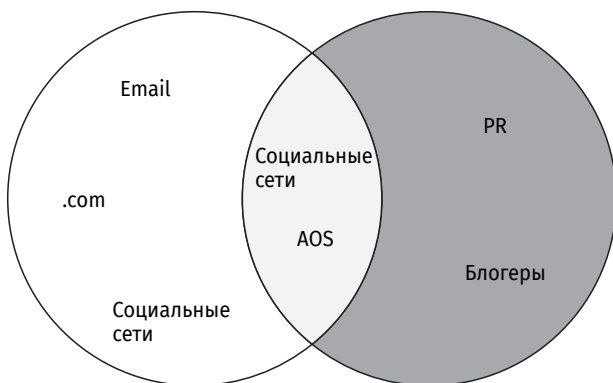 Email
PR
Социальные
сети
.com
AOS
Блогеры
Социальные
сети